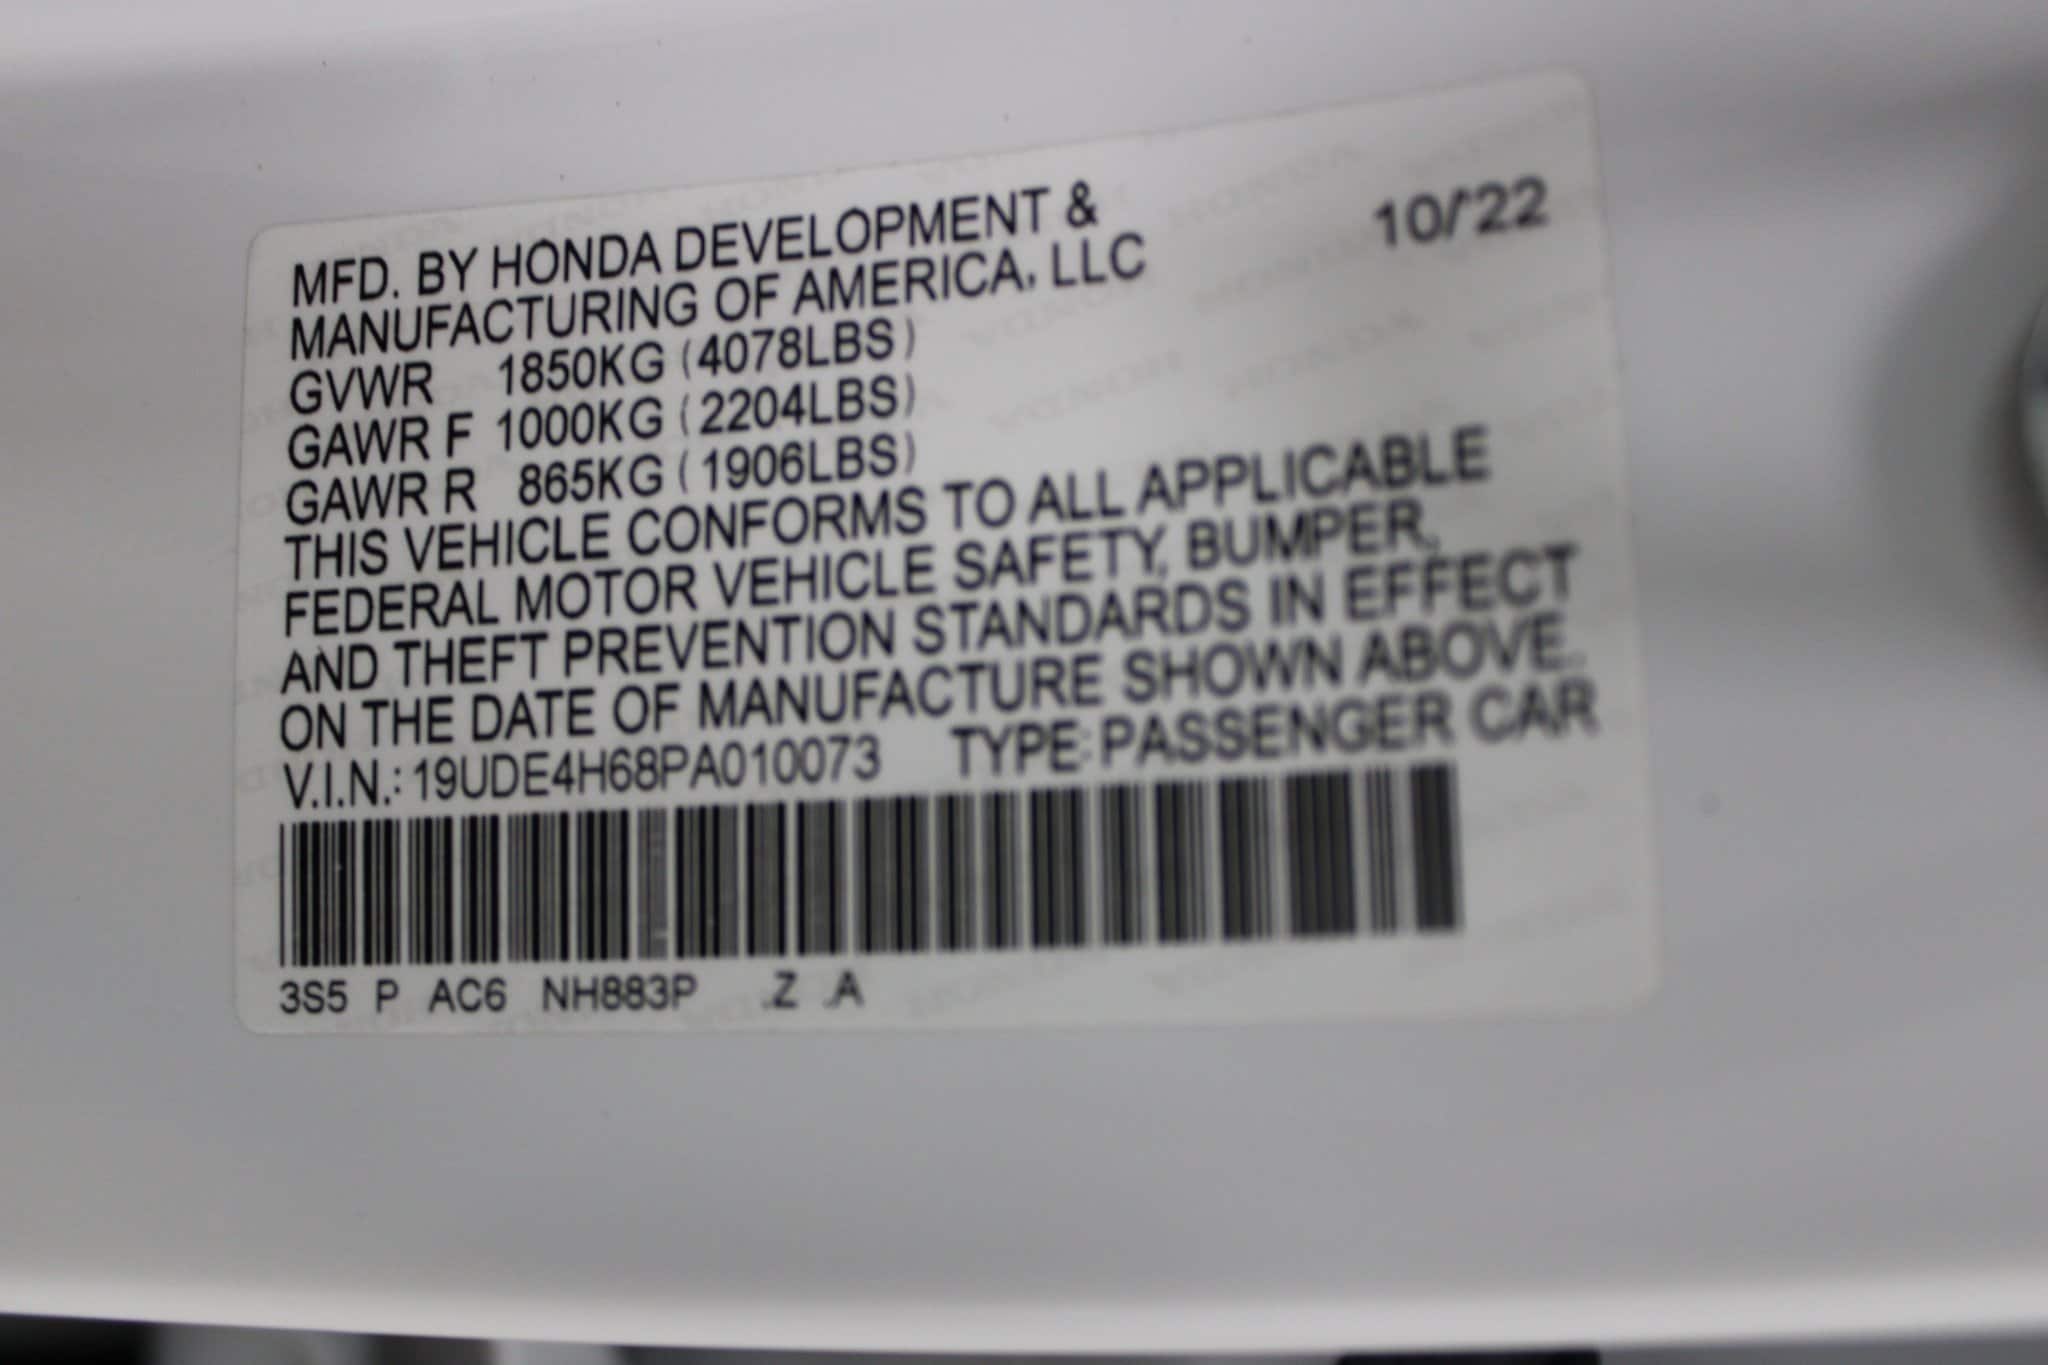 MFD. BY HONDA DEVELOPMENT &
MANUFACTURING OF AMERICA, LLC
10/'22
GVWR 1850KG (4078LBS)
GAWR F 1000KG (2204LBS)
GAWR R 865KG (1906LBS)
THIS VEHICLE CONFORMS TO ALL APPLICABLE
FEDERAL MOTOR VEHICLE SAFETY, BUMPER,
AND THEFT PREVENTION STANDARDS IN EFFECT
ON THE DATE OF MANUFACTURE SHOWN ABOVE.
V.I.N.: 19UDE4H68PA010073 TYPE: PASSENGER CAR
3S5 P AC6 NH883P .Z .A